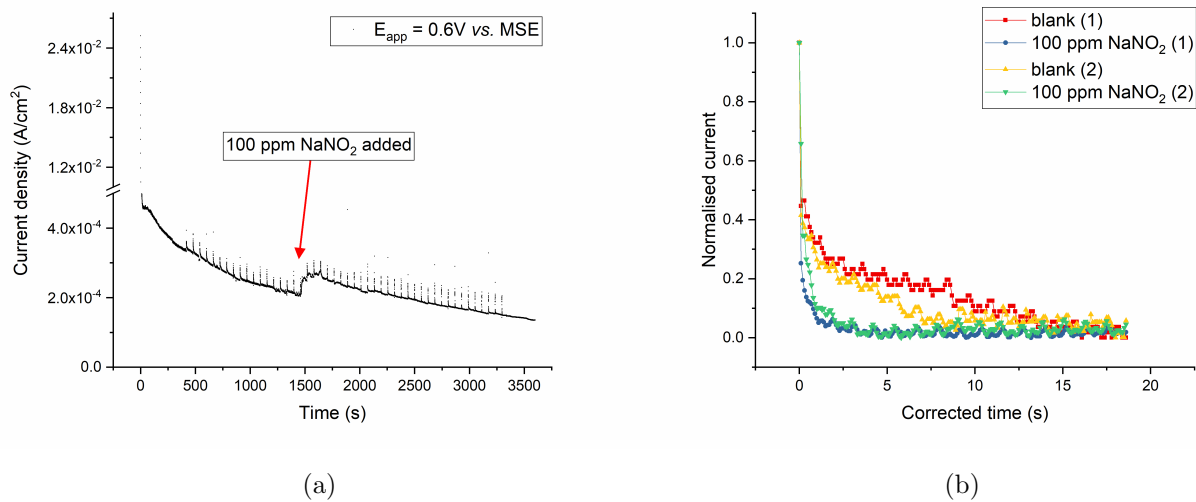 E_app = 0.6V vs. MSE
100 ppm NaNO₂ added
2.4x10⁻²
1.8x10⁻²
1.2x10⁻²
4.0x10⁻⁴
2.0x10⁻⁴
0.0
Current density (A/cm²)
0 500 1000 1500 2000 2500 3000 3500
Time (s)
(a)
blank (1)
100 ppm NaNO₂ (1)
blank (2)
100 ppm NaNO₂ (2)
1.0
0.8
0.6
0.4
0.2
0.0
Normalised current
0 5 10 15 20
Corrected time (s)
(b)